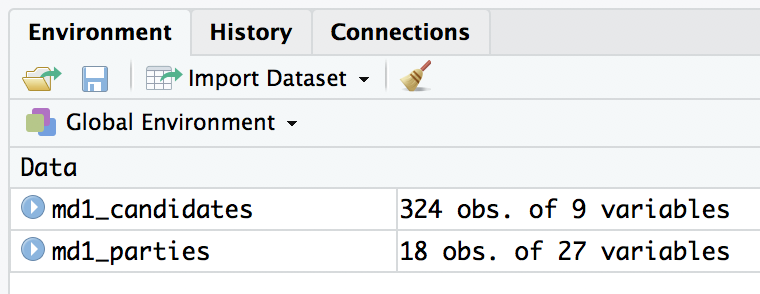 Environment History Connections
Import Dataset
Global Environment
Data
md1_candidates 324 obs. of 9 variables
md1_parties 18 obs. of 27 variables